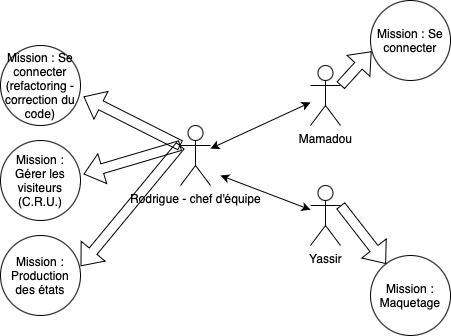 Mission : Se
connecter
Mission : Se
connecter
(refactoring -
correction du
code)
Mamadou
Mission :
Gérer les
visiteurs
(C.R.U.)
Rodrigue - chef d'équipe
Mission :
Production
des états
Yassir
Mission :
Maquetage